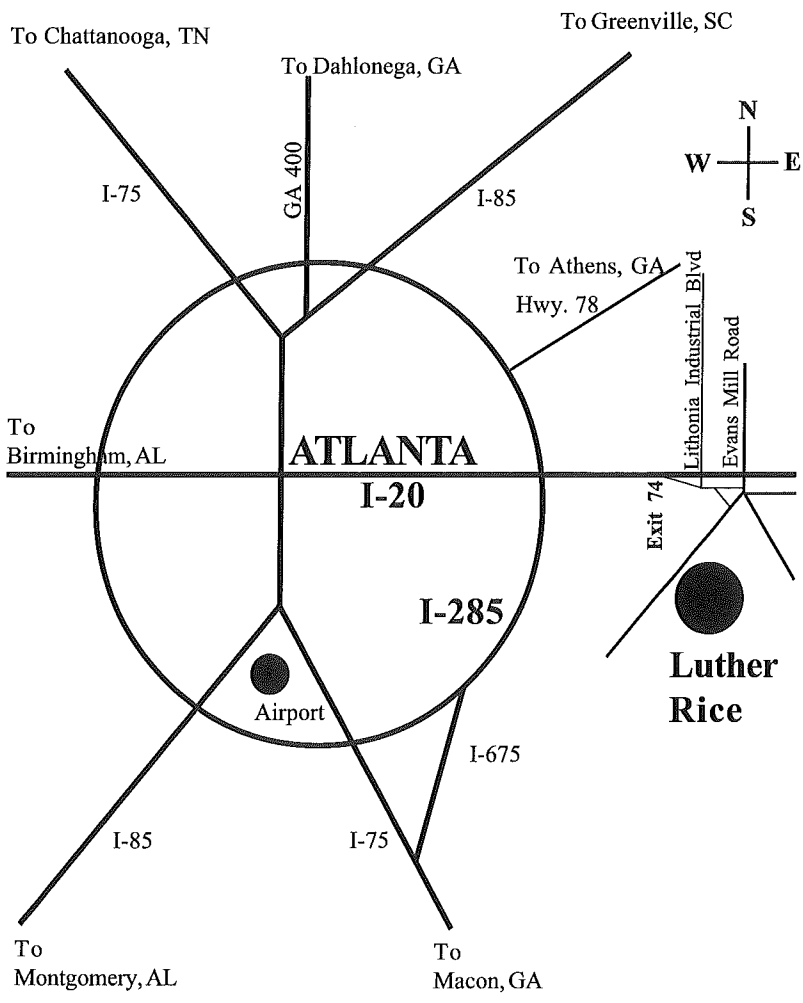 To Chattanooga, TN
To Greenville, SC
To Dahlonega, GA
N
W E
S
I-75
GA 400
I-85
To Athens, GA
Hwy. 78
Lithonia Industrial Blvd
Evans Mill Road
To
Birmingham, AL
ATLANTA
I-20
Exit 74
I-285
Luther
Rice
Airport
I-675
I-85
I-75
To
Montgomery, AL
To
Macon, GA